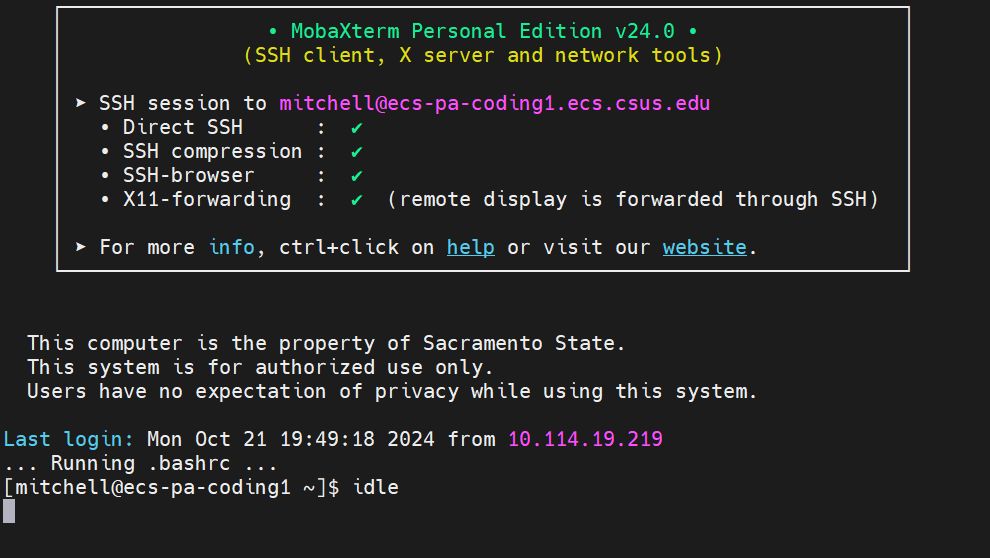 • MobaXterm Personal Edition v24.0 •
(SSH client, X server and network tools)
➤ SSH session to mitchell@ecs-pa-coding1.ecs.csus.edu
• Direct SSH : ✔
• SSH compression : ✔
• SSH-browser : ✔
• X11-forwarding : ✔ (remote display is forwarded through SSH)
➤ For more info, ctrl+click on help or visit our website.
This computer is the property of Sacramento State.
This system is for authorized use only.
Users have no expectation of privacy while using this system.
Last login: Mon Oct 21 19:49:18 2024 from 10.114.19.219
... Running .bashrc ...
[mitchell@ecs-pa-coding1 ~]$ idle